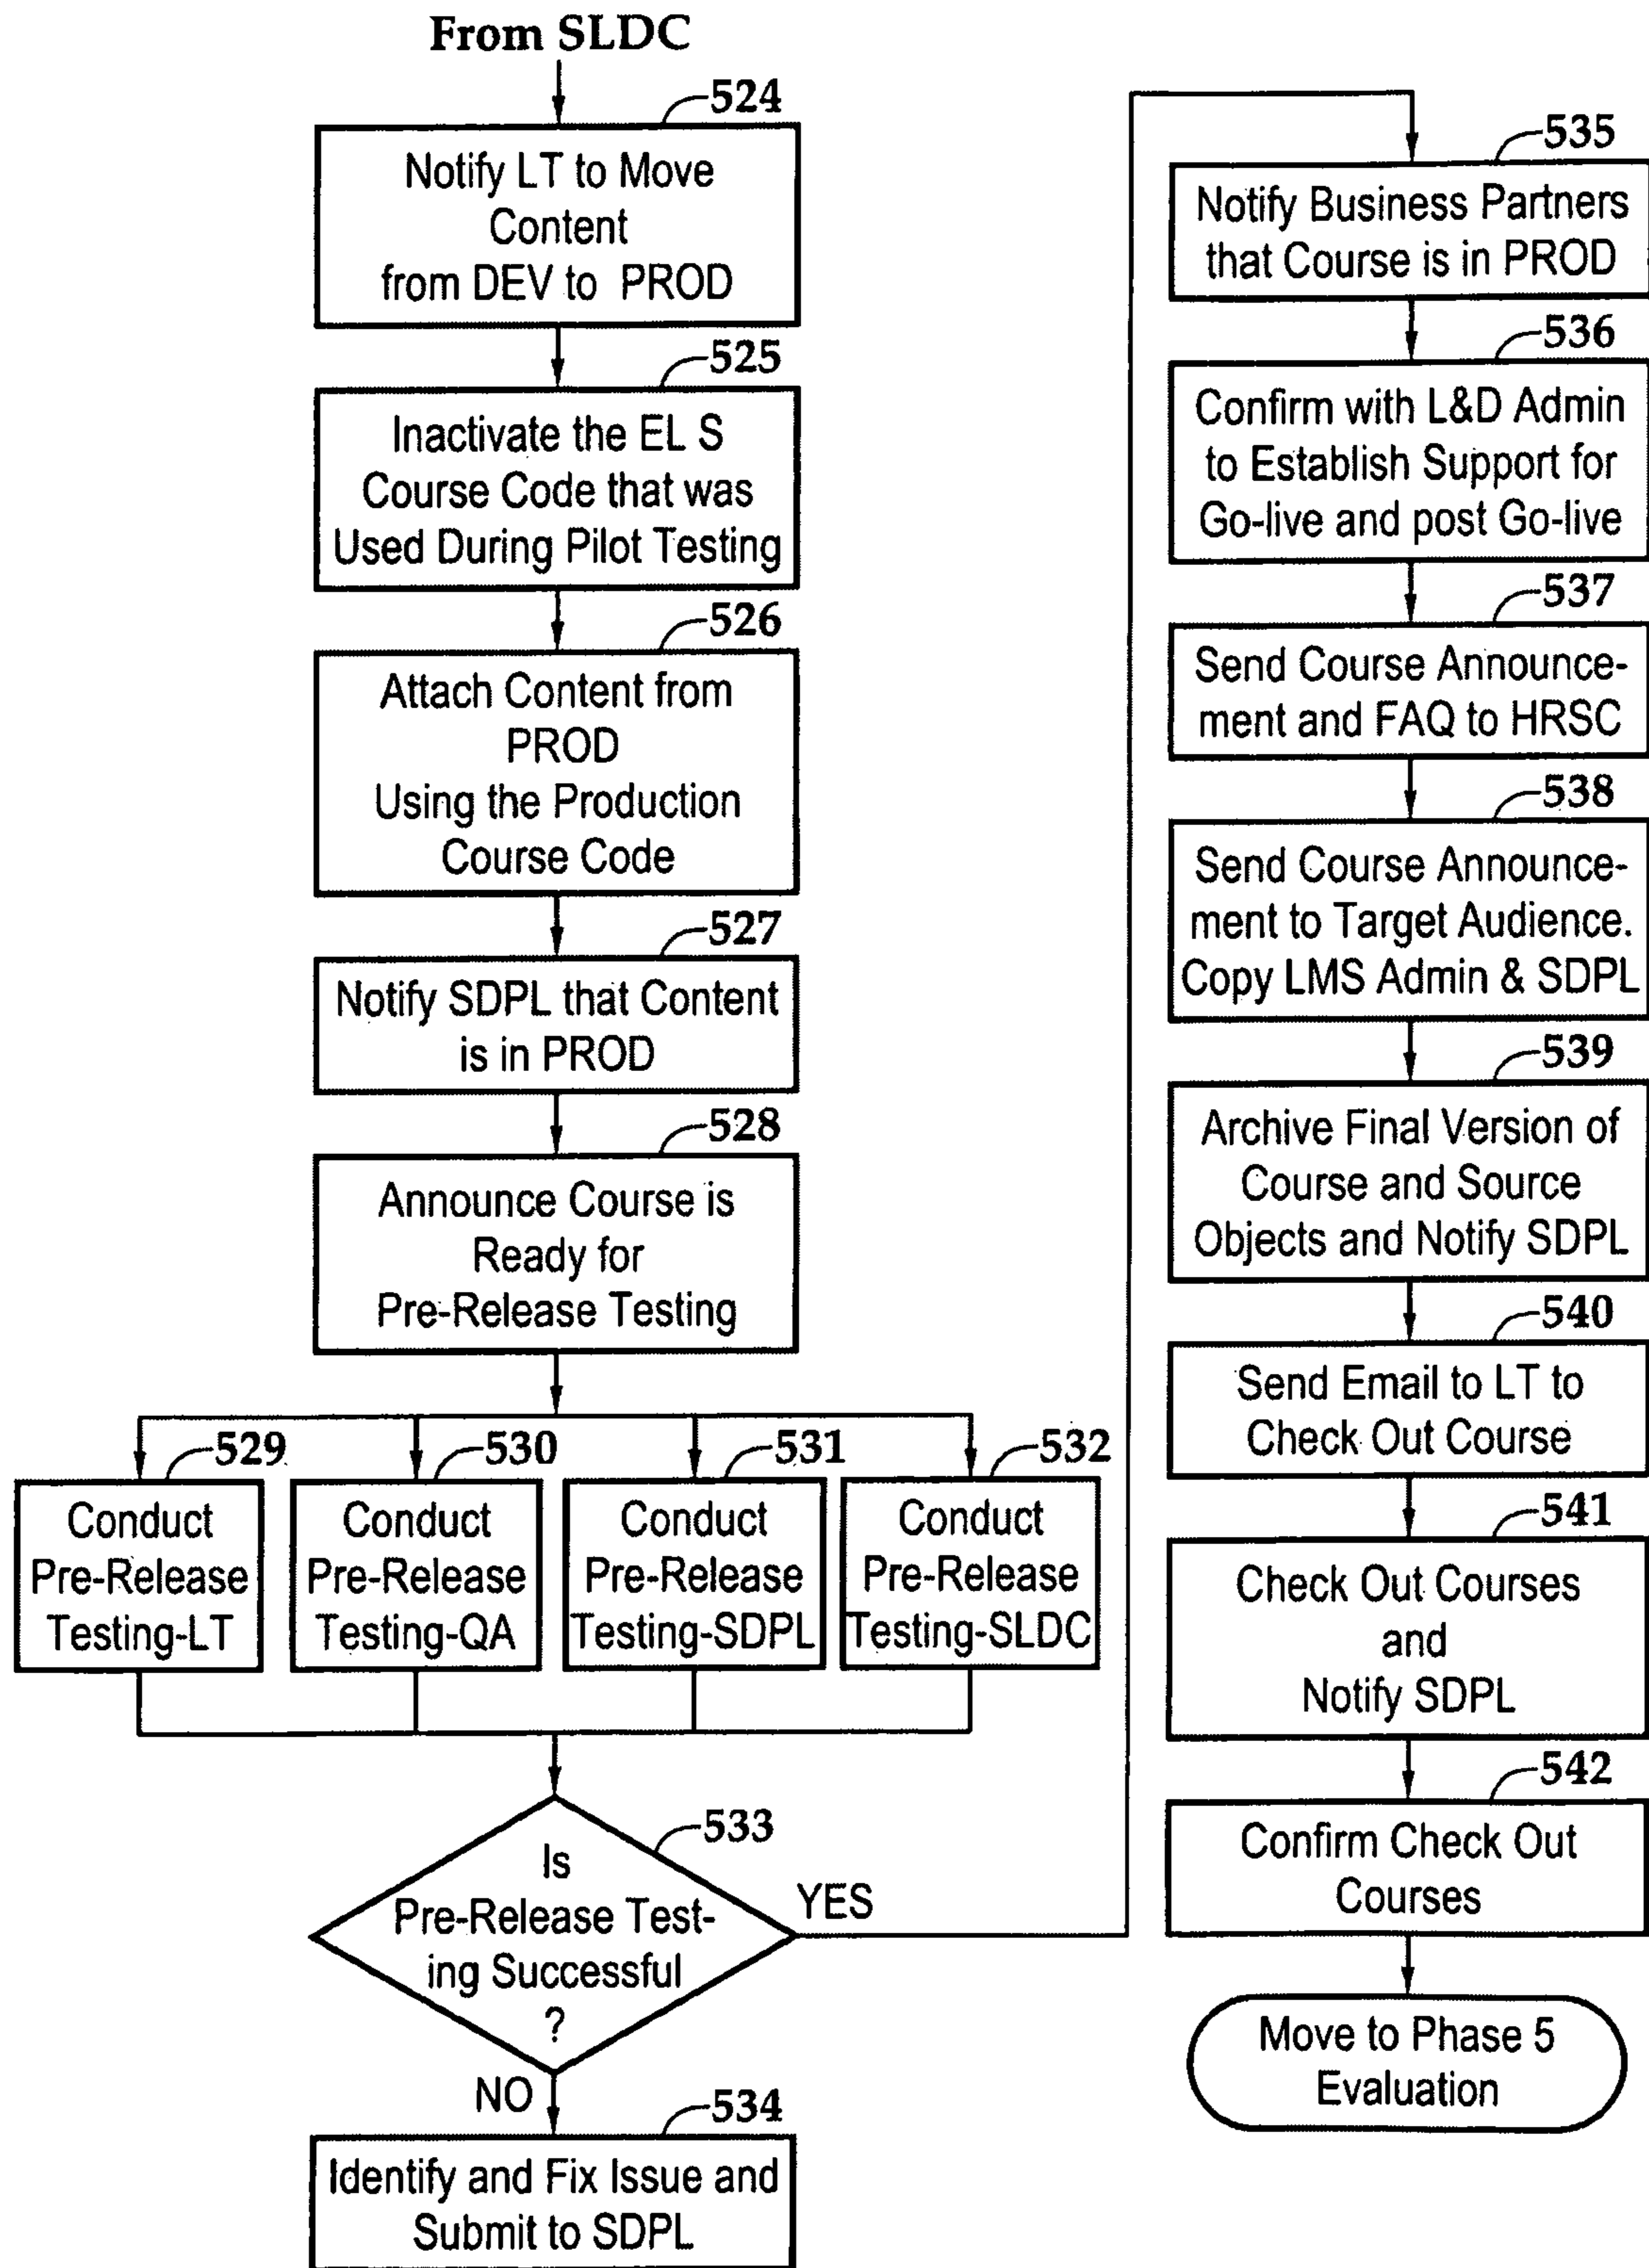 From SLDC
524
Notify LT to Move
Content
from DEV to PROD
525
Inactivate the EL S
Course Code that was
Used During Pilot Testing
526
Attach Content from
PROD
Using the Production
Course Code
527
Notify SDPL that Content
is in PROD
528
Announce Course is
Ready for
Pre-Release Testing
529
Conduct
Pre-Release
Testing-LT
530
Conduct
Pre-Release
Testing-QA
531
Conduct
Pre-Release
Testing-SDPL
532
Conduct
Pre-Release
Testing-SLDC
533
Is
Pre-Release Test-
ing Successful
?
YES
NO
534
Identify and Fix Issue and
Submit to SDPL
535
Notify Business Partners
that Course is in PROD
536
Confirm with L&D Admin
to Establish Support for
Go-live and post Go-live
537
Send Course Announce-
ment and FAQ to HRSC
538
Send Course Announce-
ment to Target Audience.
Copy LMS Admin & SDPL
539
Archive Final Version of
Course and Source
Objects and Notify SDPL
540
Send Email to LT to
Check Out Course
541
Check Out Courses
and
Notify SDPL
542
Confirm Check Out
Courses
Move to Phase 5
Evaluation